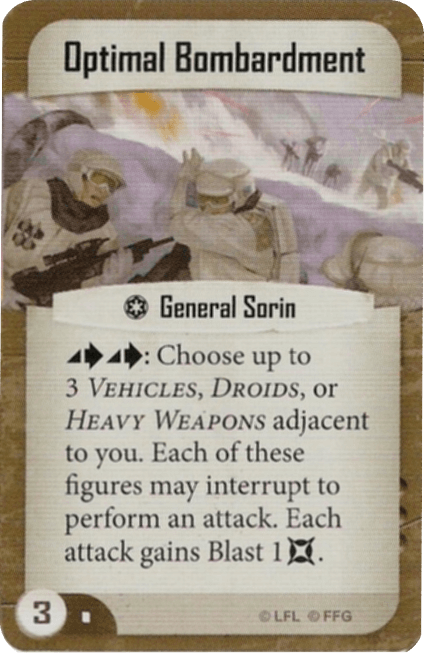 Optimal Bombardment
General Sorin
: Choose up to
3 VEHICLES, DROIDS, or
HEAVY WEAPONS adjacent
to you. Each of these
figures may interrupt to
perform an attack. Each
attack gains Blast 1 .
3
© LFL © FFG